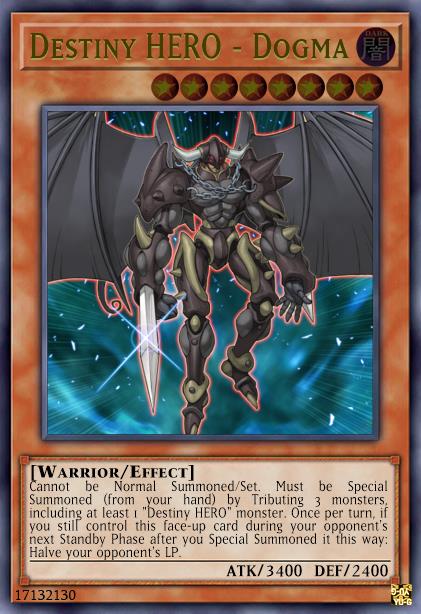 DESTINY HERO - DOGMA
DARK
闇
[WARRIOR/EFFECT]
Cannot be Normal Summoned/Set. Must be Special
Summoned (from your hand) by Tributing 3 monsters,
including at least 1 "Destiny HERO" monster. Once per turn, if
you still control this face-up card during your opponent's
next Standby Phase after you Special Summoned it this way:
Halve your opponent's LP.
ATK/3400 DEF/2400
17132130